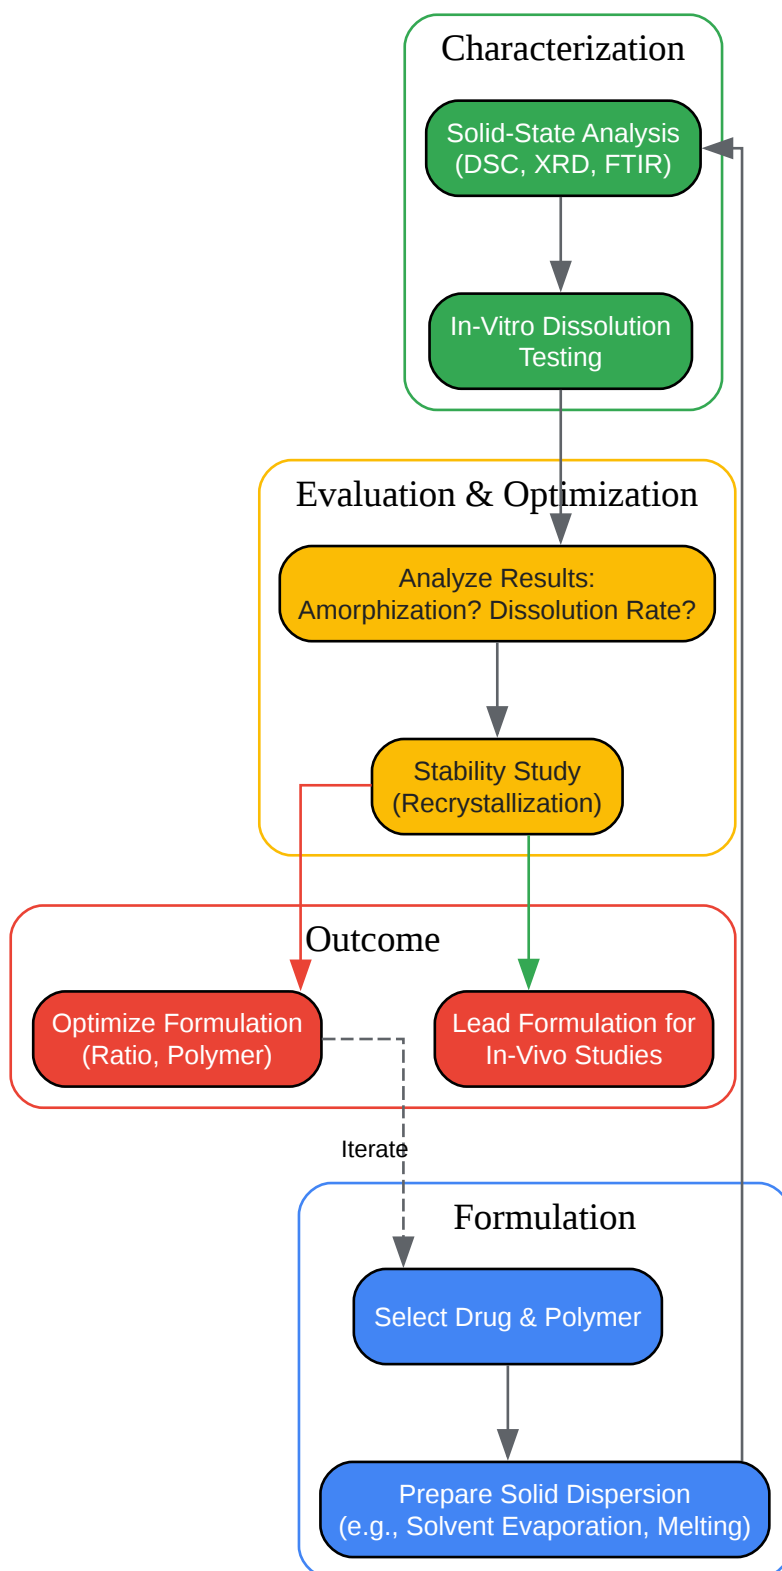 Characterization
Solid-State Analysis
(DSC, XRD, FTIR)
In-Vitro Dissolution
Testing
Evaluation & Optimization
Analyze Results:
Amorphization? Dissolution Rate?
Stability Study
(Recrystallization)
Outcome
Optimize Formulation
(Ratio, Polymer)
Lead Formulation for
In-Vivo Studies
Iterate
Formulation
Select Drug & Polymer
Prepare Solid Dispersion
(e.g., Solvent Evaporation, Melting)